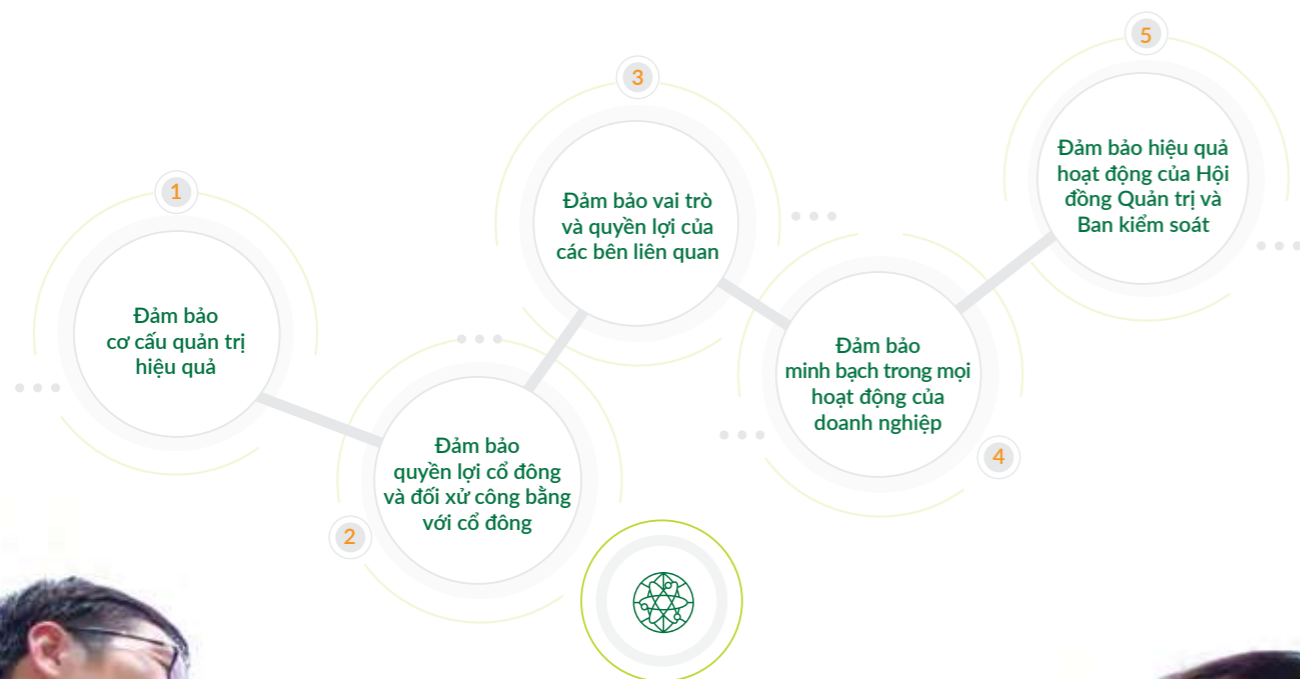 1
Đảm bảo
cơ cấu quản trị
hiệu quả
2
Đảm bảo
quyền lợi cổ đông
và đối xử công bằng
với cổ đông
3
Đảm bảo vai trò
và quyền lợi của
các bên liên quan
4
Đảm bảo
minh bạch trong mọi
hoạt động của
doanh nghiệp
5
Đảm bảo hiệu quả
hoạt động của Hội
đồng Quản trị và
Ban kiểm soát